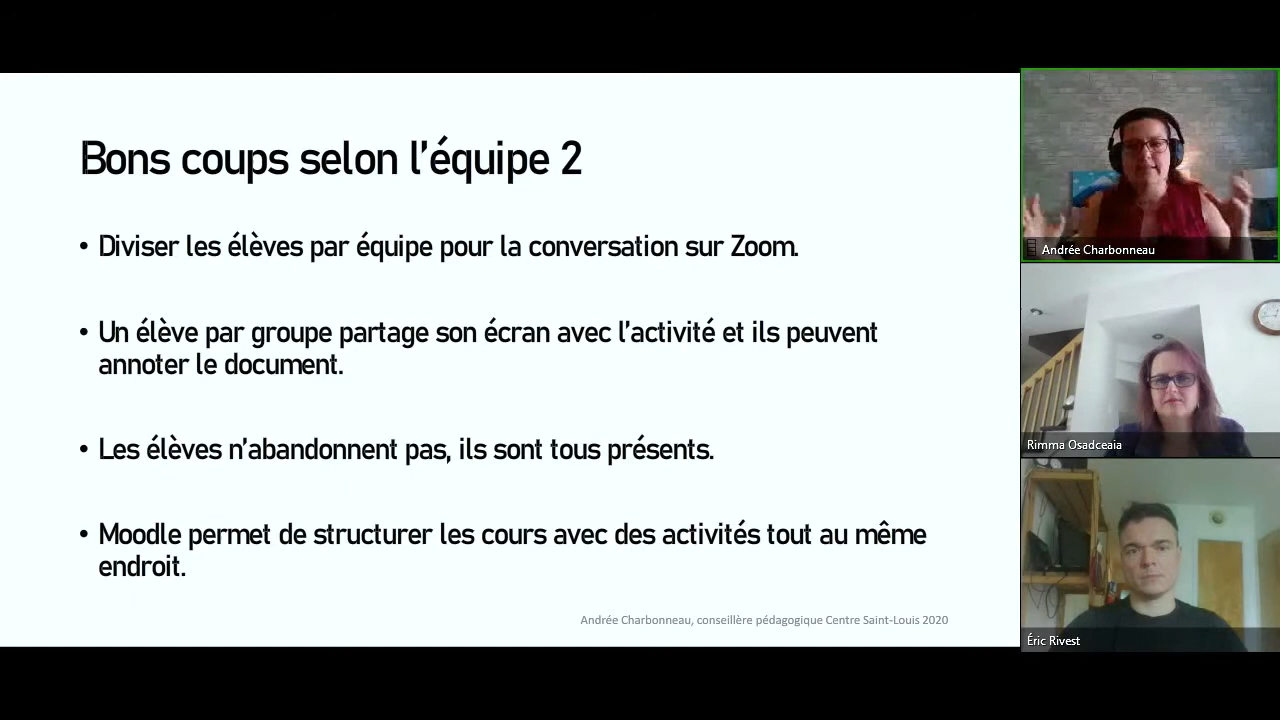 Bons coups selon l'équipe 2
• Diviser les élèves par équipe pour la conversation sur Zoom.
• Un élève par groupe partage son écran avec l'activité et ils peuvent
annoter le document.
• Les élèves n'abandonnent pas, ils sont tous présents.
• Moodle permet de structurer les cours avec des activités tout au même
endroit.
Andrée Charbonneau, conseillère pédagogique Centre Saint-Louis 2020
Andrée Charbonneau
Rimma Osadceaia
Éric Rivest